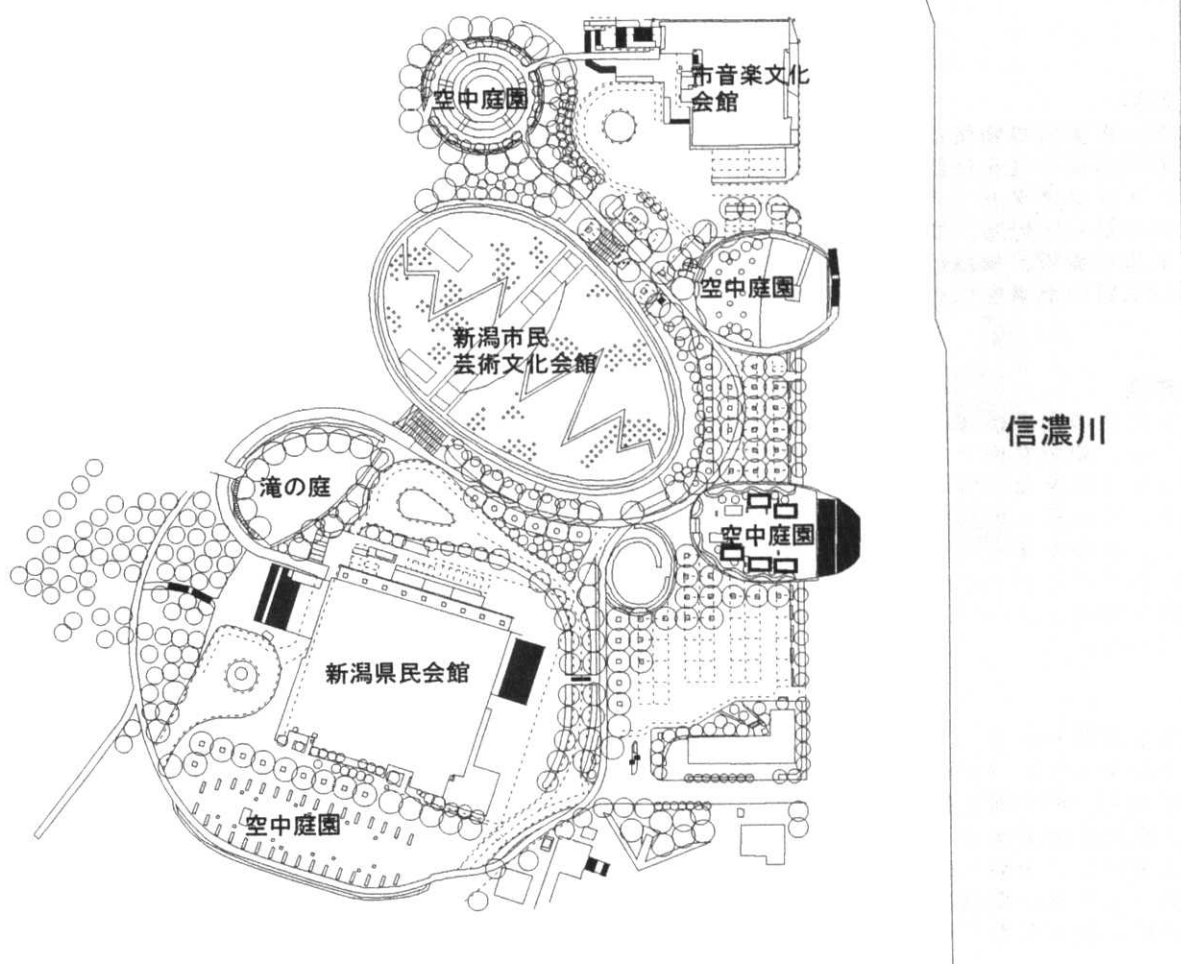 空中庭園
市音楽文化
会館
空中庭園
新潟市民
芸術文化会館
信濃川
滝の庭
空中庭園
新潟県民会館
空中庭園